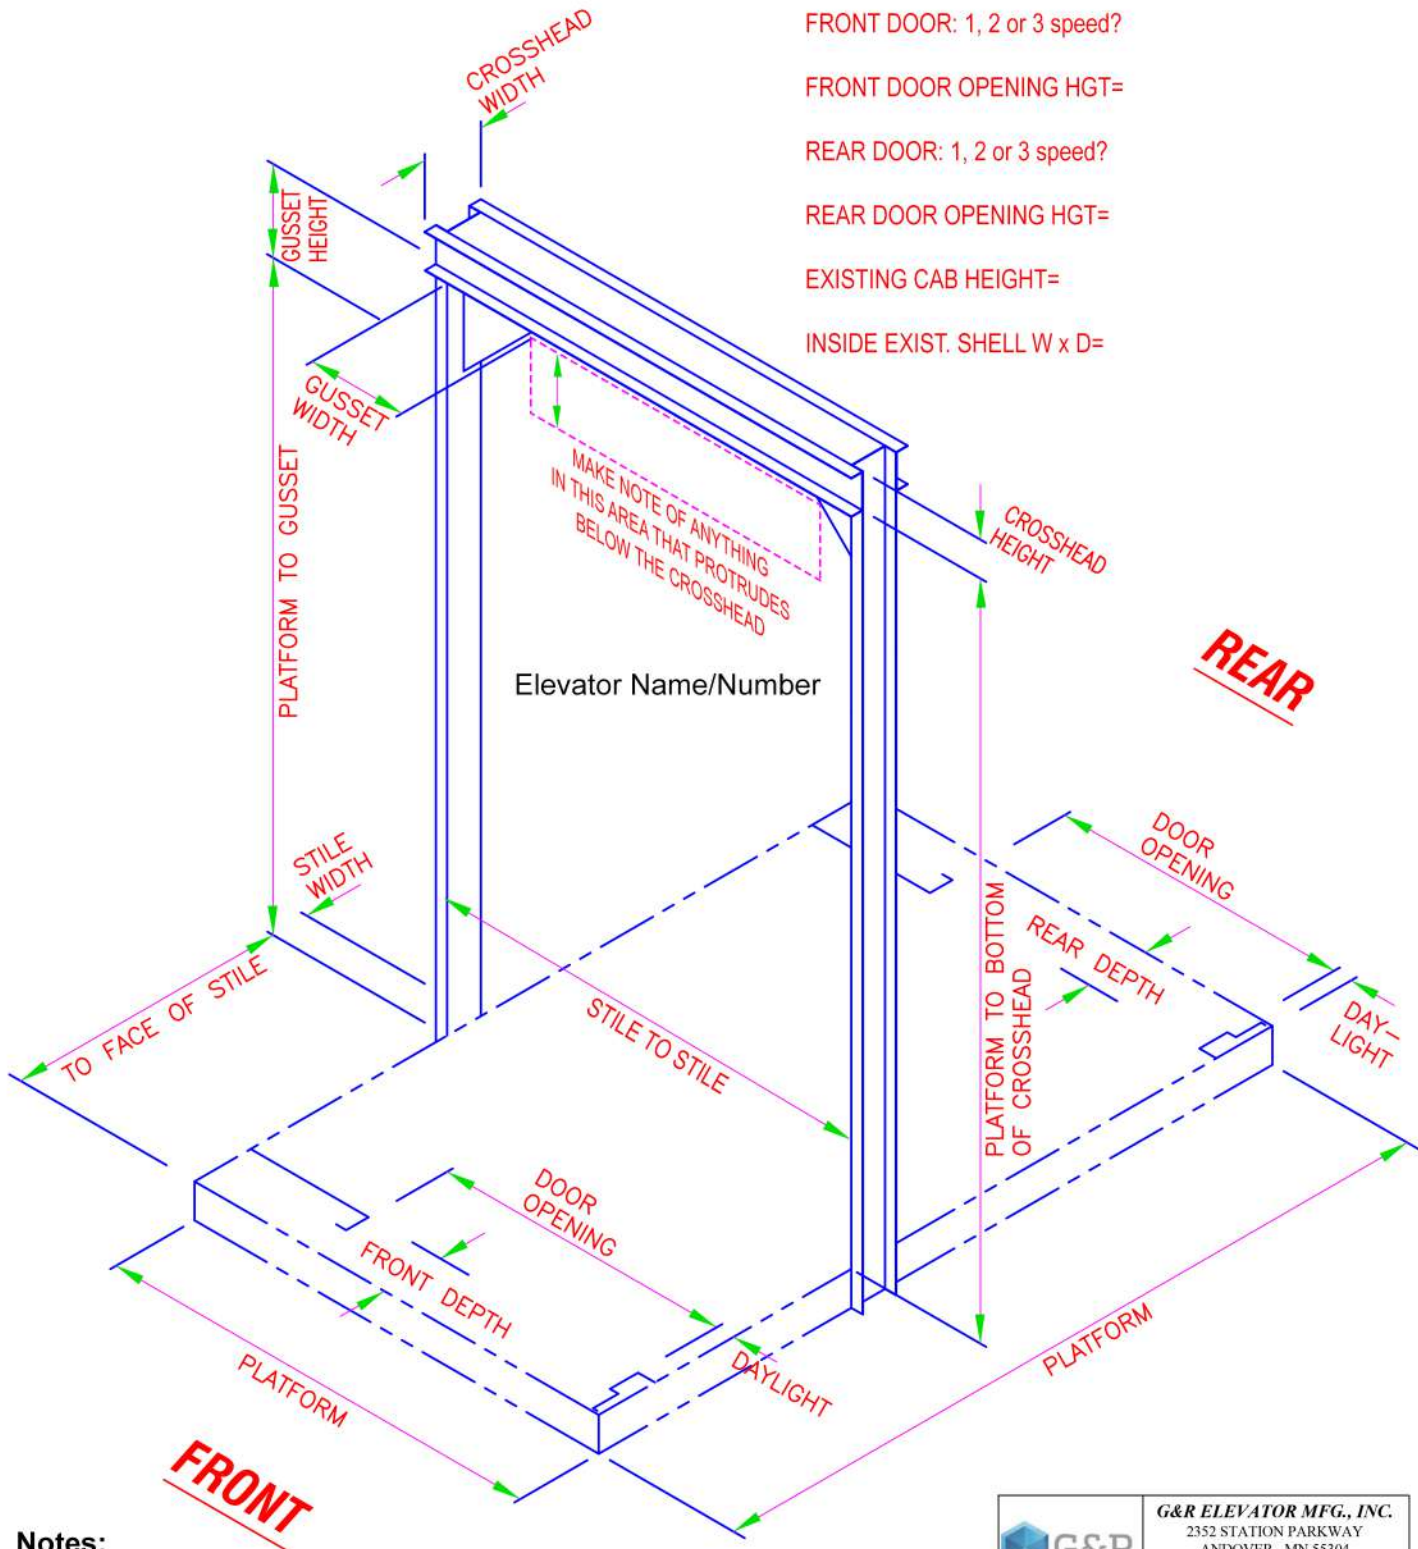 CROSSHEAD
WIDTH
FRONT DOOR: 1, 2 or 3 speed?
FRONT DOOR OPENING HGT=
REAR DOOR: 1, 2 or 3 speed?
REAR DOOR OPENING HGT=
EXISTING CAB HEIGHT=
INSIDE EXIST. SHELL W x D=
GUSSET
HEIGHT
GUSSET
WIDTH
PLATFORM TO GUSSET
MAKE NOTE OF ANYTHING
IN THIS AREA THAT PROTRUDES
BELOW THE CROSSHEAD
CROSSHEAD
HEIGHT
Elevator Name/Number
REAR
STILE
WIDTH
TO FACE OF STILE
STILE TO STILE
PLATFORM TO BOTTOM
OF CROSSHEAD
DOOR
OPENING
REAR DEPTH
DAY-
LIGHT
DOOR
OPENING
FRONT DEPTH
DAYLIGHT
PLATFORM
PLATFORM
FRONT
Notes:
G&R
G&R ELEVATOR MFG., INC.
2352 STATION PARKWAY
ANDOVER, MN 55304